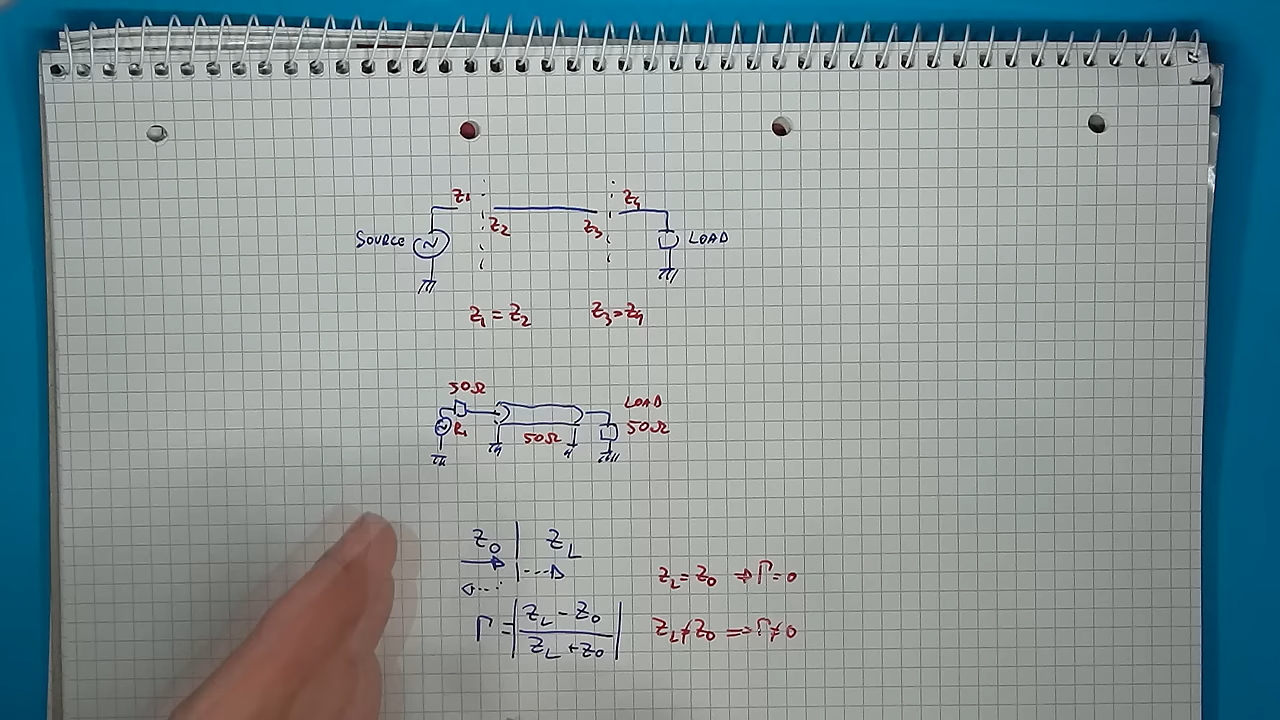 Z1 Z4
Z2 Z3
SOURCE LOAD
Z1 = Z2 Z3=Z4
50Ω LOAD
R1 50Ω 50Ω
Z0 | ZL
ZL=Z0 ⇒ Γ=0
Γ = |ZL - Z0 / ZL + Z0|
ZL≠Z0 ⇒ Γ≠0